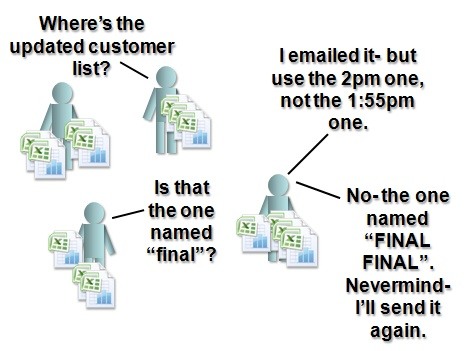 Where's the
updated customer
list?
I emailed it- but
use the 2pm one,
not the 1:55pm
one.
Is that
the one
named
“final”?
No- the one
named
“FINAL
FINAL”.
Nevermind-
I'll send it
again.